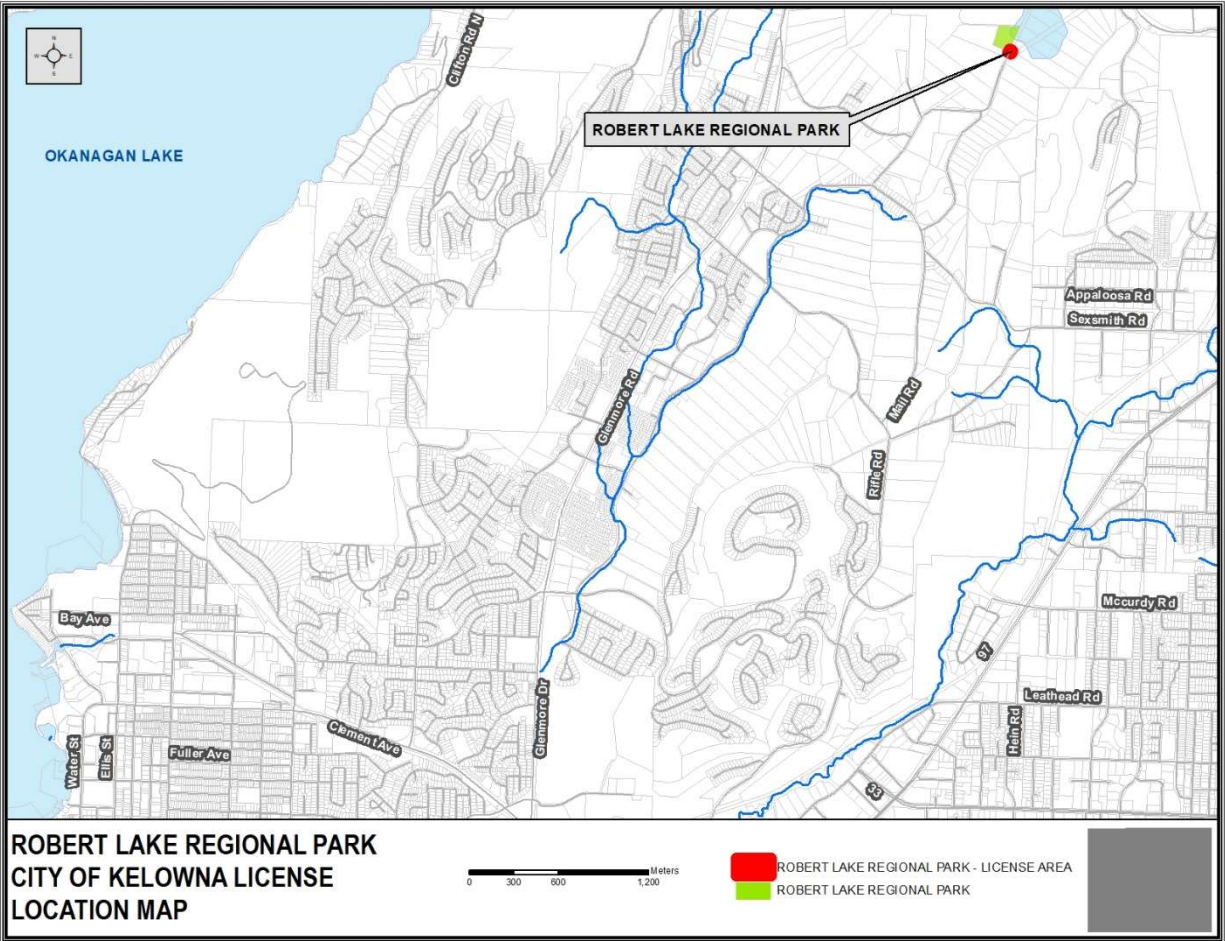 N
W E
S
Clifton Rd N
ROBERT LAKE REGIONAL PARK
OKANAGAN LAKE
Appaloosa Rd
Sexsmith Rd
Glenmore Rd
Mail Rd
Rifle Rd
Bay Ave
Mccurdy Rd
97
Leathead Rd
Glenmore Dr
Hein Rd
Water St
Ellis St
Fuller Ave
Clement Ave
33
ROBERT LAKE REGIONAL PARK
CITY OF KELOWNA LICENSE
LOCATION MAP
Meters
0 300 600 1,200
ROBERT LAKE REGIONAL PARK - LICENSE AREA
ROBERT LAKE REGIONAL PARK